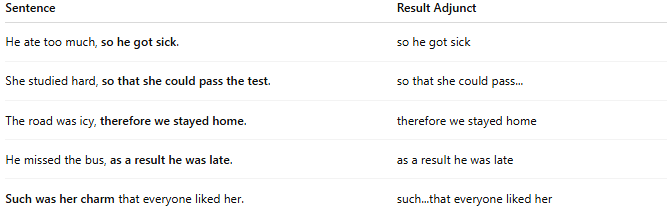 Sentence Result Adjunct
He ate too much, so he got sick. so he got sick
She studied hard, so that she could pass the test. so that she could pass...
The road was icy, therefore we stayed home. therefore we stayed home
He missed the bus, as a result he was late. as a result he was late
Such was her charm that everyone liked her. such...that everyone liked her